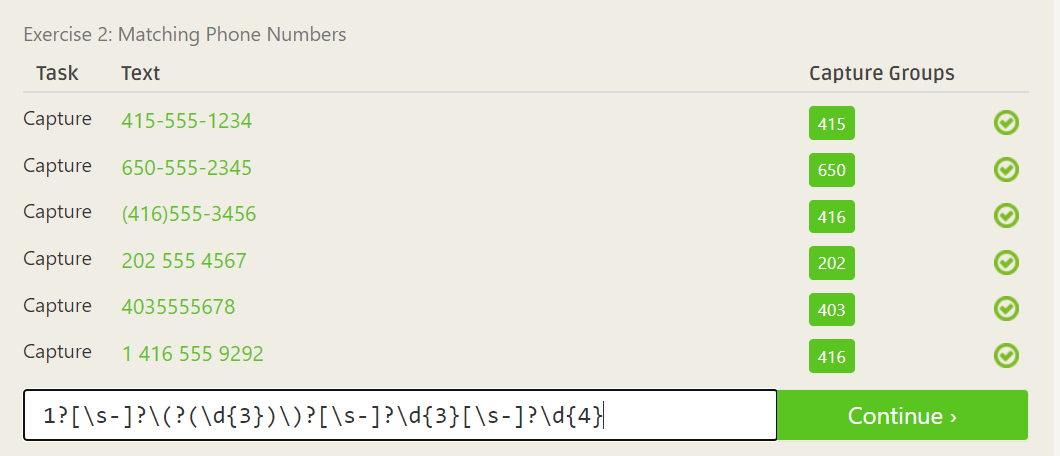 Exercise 2: Matching Phone Numbers
Task Text Capture Groups
Capture 415-555-1234 415
Capture 650-555-2345 650
Capture (416)555-3456 416
Capture 202 555 4567 202
Capture 4035555678 403
Capture 1 416 555 9292 416
1?[\s-]?\(?(\d{3})\)?[\s-]?\d{3}[\s-]?\d{4} Continue ›